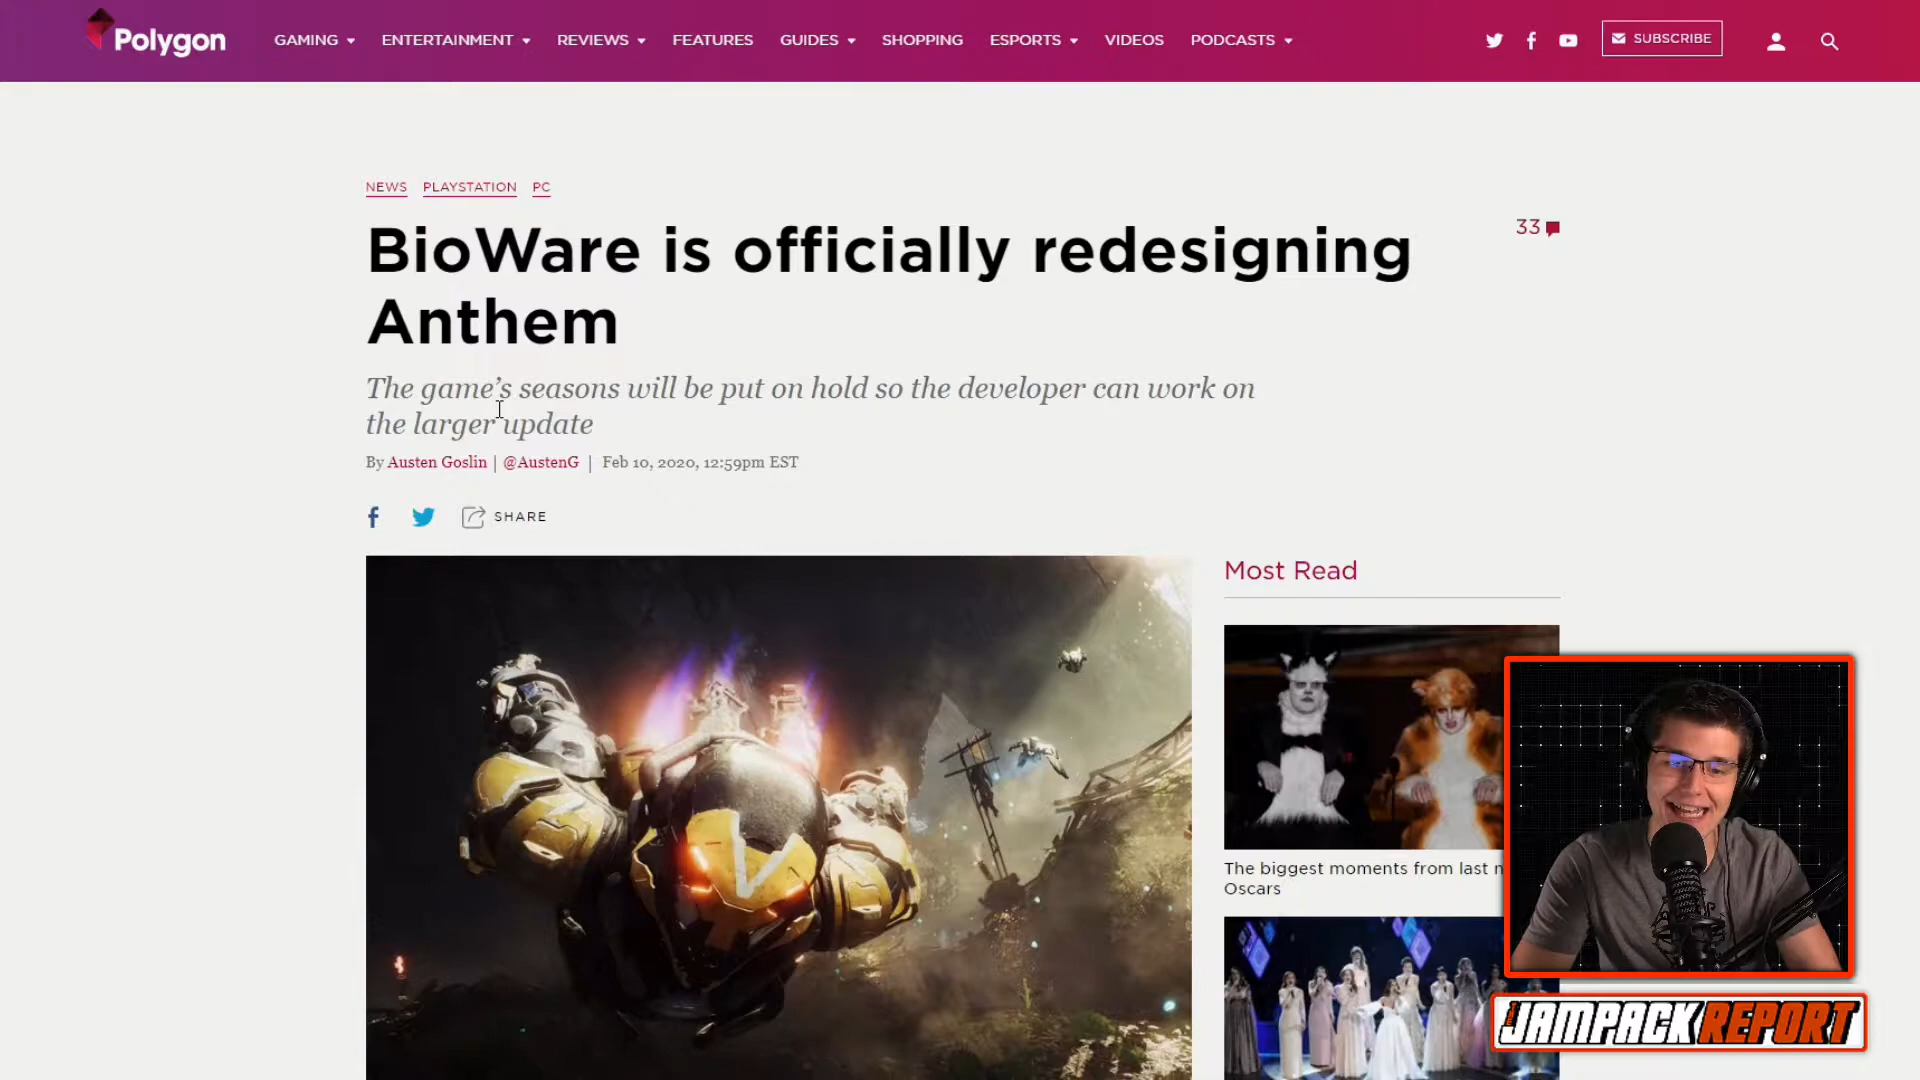 Polygon
GAMING
ENTERTAINMENT
REVIEWS
FEATURES
GUIDES
SHOPPING
ESPORTS
VIDEOS
PODCASTS
SUBSCRIBE
NEWS PLAYSTATION PC
BioWare is officially redesigning
Anthem
33
The game's seasons will be put on hold so the developer can work on
the larger update
By Austen Goslin | @AustenG | Feb 10, 2020, 12:59pm EST
SHARE
Most Read
The biggest moments from last
Oscars
JAMPACK REPORT